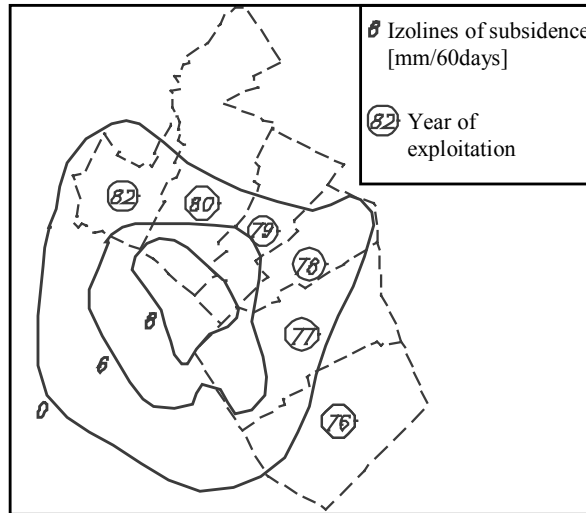 8 Izolines of subsidence
[mm/60days]
82 Year of
exploitation
82
80
79
78
8
77
6
0
76